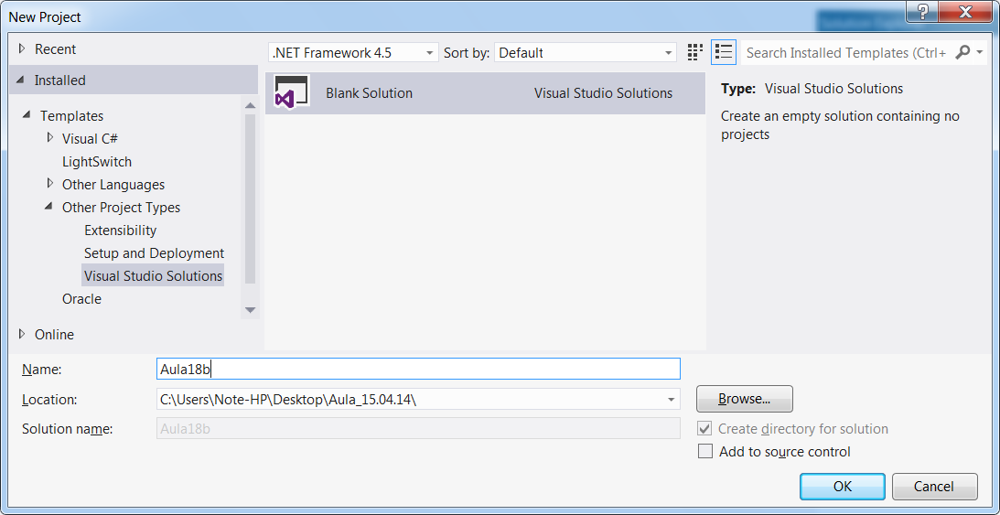 New Project
?
Recent
Installed
Templates
Visual C#
LightSwitch
Other Languages
Other Project Types
Extensibility
Setup and Deployment
Visual Studio Solutions
Oracle
Online
.NET Framework 4.5
Sort by:
Default
Search Installed Templates (Ctrl+
Blank Solution
Visual Studio Solutions
Type: Visual Studio Solutions
Create an empty solution containing no
projects
Name:
Aula18b
Location:
C:\Users\Note-HP\Desktop\Aula_15.04.14\
Browse...
Solution name:
Aula18b
Create directory for solution
Add to source control
OK
Cancel